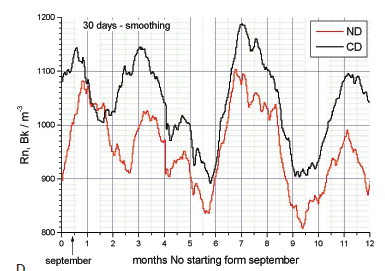 1200
30 days - smoothing
ND
CD
1100
1000
900
800
Rn, Bk / m-3
0 1 2 3 4 5 6 7 8 9 10 11 12
september
months No starting form september
D